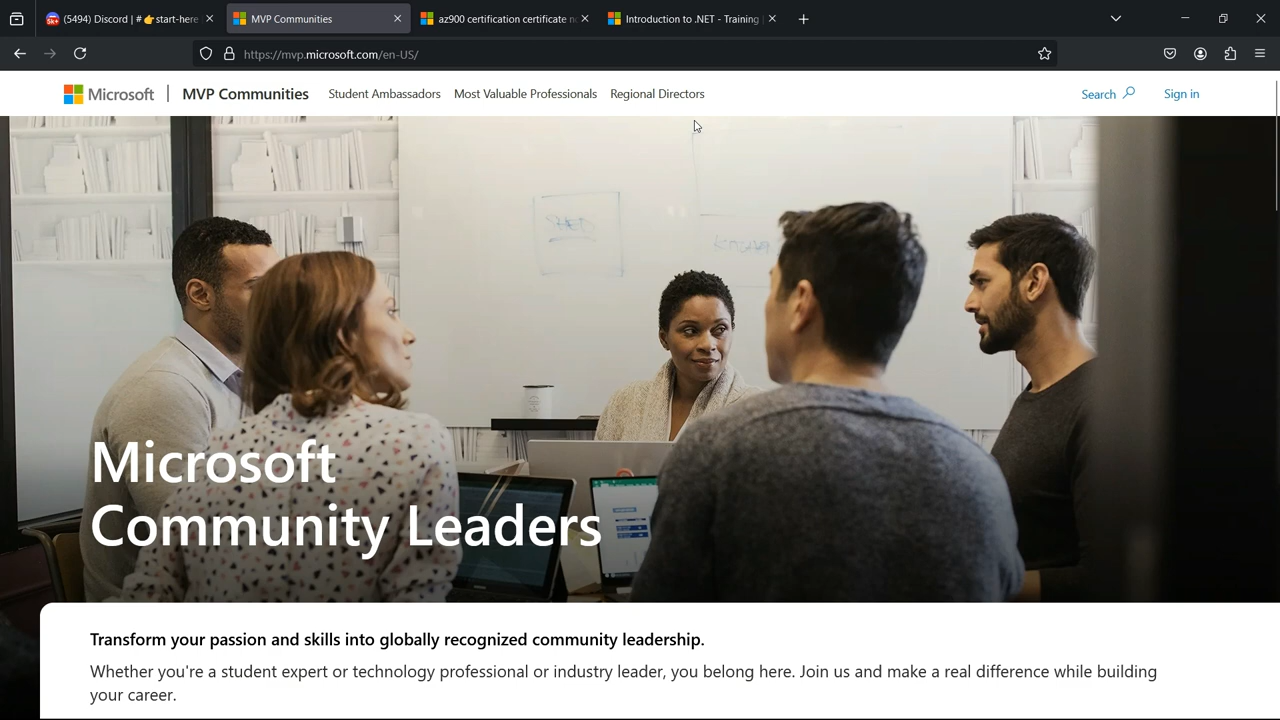 (5494) Discord | # 👉start-here
MVP Communities
az900 certification certificate n
Introduction to .NET - Training |
https://mvp.microsoft.com/en-US/
Microsoft | MVP Communities Student Ambassadors Most Valuable Professionals Regional Directors Search Sign in
Microsoft
Community Leaders
Transform your passion and skills into globally recognized community leadership.
Whether you're a student expert or technology professional or industry leader, you belong here. Join us and make a real difference while building
your career.